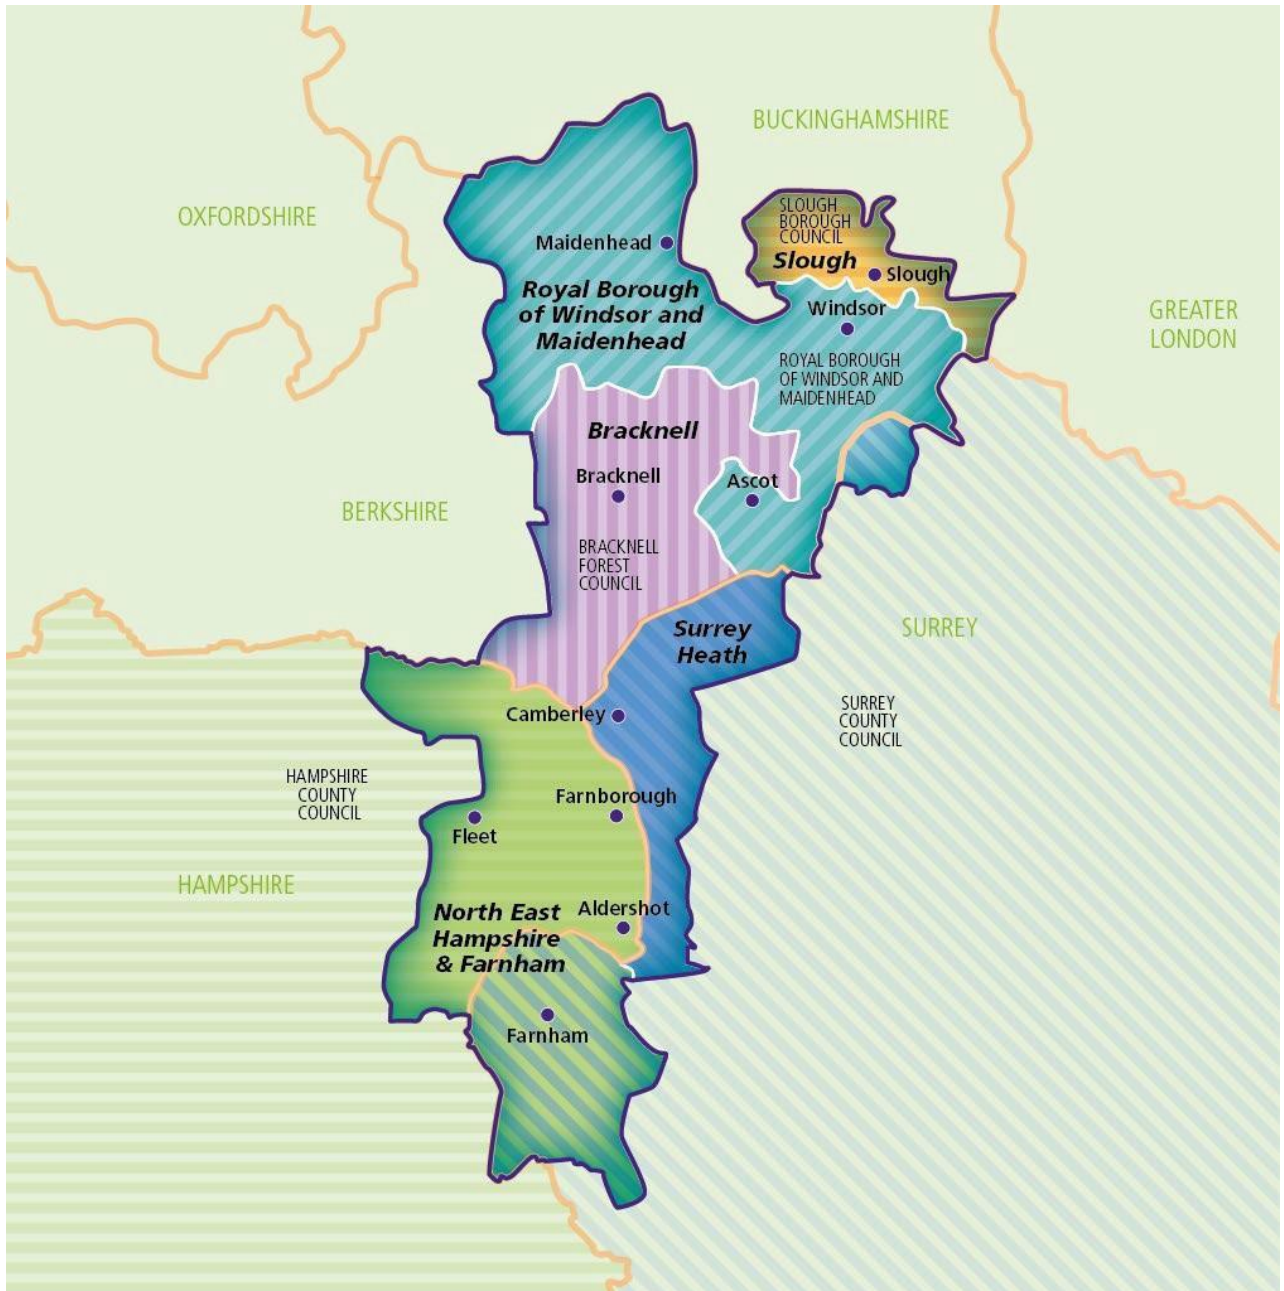 BUCKINGHAMSHIRE
OXFORDSHIRE
SLOUGH
BOROUGH
COUNCIL
Slough
Slough
Maidenhead
Royal Borough
of Windsor and
Maidenhead
Windsor
GREATER
LONDON
ROYAL BOROUGH
OF WINDSOR AND
MAIDENHEAD
Bracknell
Bracknell
Ascot
BERKSHIRE
BRACKNELL
FOREST
COUNCIL
Surrey
Heath
SURREY
Camberley
SURREY
COUNTY
COUNCIL
HAMPSHIRE
COUNTY
COUNCIL
Farnborough
Fleet
HAMPSHIRE
Aldershot
North East
Hampshire
& Farnham
Farnham